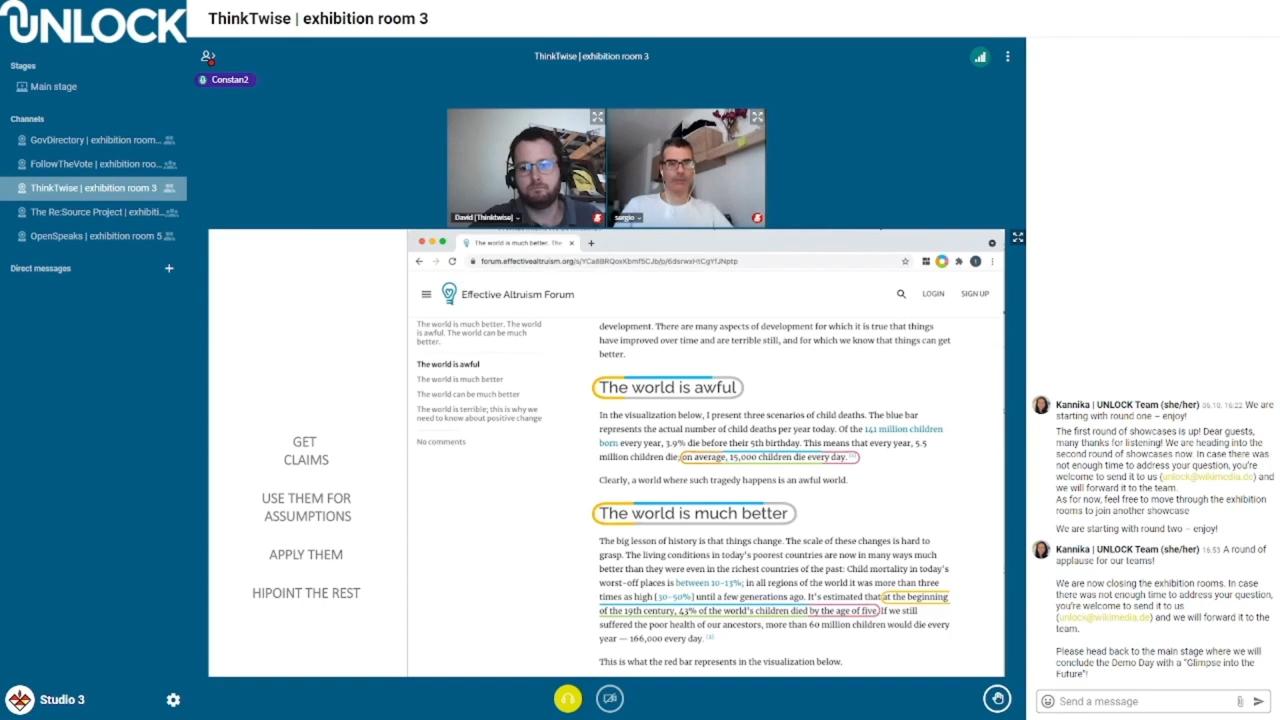 UNLOCK
ThinkTwise | exhibition room 3
Stages
Main stage
Channels
GovDirectory | exhibition room...
FollowTheVote | exhibition roo...
ThinkTwise | exhibition room 3
The Re:Source Project | exhibiti...
OpenSpeaks | exhibition room 5
Direct messages
+
Studio 3
Constan2
ThinkTwise | exhibition room 3
David [Thinktwise]
sergio
GET
CLAIMS
USE THEM FOR
ASSUMPTIONS
APPLY THEM
HIPOINT THE REST
The world is much better. The
forum.effectivealtruism.org/s/YCa8BRQoxKbmf5CJb/p/6dsrwxHtCgYfJNptp
Effective Altruism Forum
LOGIN
SIGN UP
The world is much better. The world
is awful. The world can be much
better.
The world is awful
The world is much better
The world can be much better
The world is terrible; this is why we
need to know about positive change
No comments
development. There are many aspects of development for which it is true that things
have improved over time and are terrible still, and for which we know that things can get
better.
The world is awful
In the visualization below, I present three scenarios of child deaths. The blue bar
represents the actual number of child deaths per year today. Of the 141 million children
born every year, 3.9% die before their 5th birthday. This means that every year, 5.5
million children die; on average, 15,000 children die every day. [1]
Clearly, a world where such tragedy happens is an awful world.
The world is much better
The big lesson of history is that things change. The scale of these changes is hard to
grasp. The living conditions in today's poorest countries are now in many ways much
better than they were even in the richest countries of the past: Child mortality in today's
worst-off places is between 10-13%; in all regions of the world it was more than three
times as high [30-50%] until a few generations ago. It's estimated that at the beginning
of the 19th century, 43% of the world's children died by the age of five. If we still
suffered the poor health of our ancestors, more than 60 million children would die every
year — 166,000 every day. [2]
This is what the red bar represents in the visualization below.
Kannika | UNLOCK Team (she/her) 06.10, 16:22 We are
starting with round one – enjoy!
The first round of showcases is up! Dear guests,
many thanks for listening! We are heading into the
second round of showcases now. In case there was
not enough time to address your question, you're
welcome to send it to us (unlock@wikimedia.de) and
we will forward it to the team.
As for now, feel free to move through the exhibition
rooms to join another showcase
We are starting with round two – enjoy!
Kannika | UNLOCK Team (she/her) 16:53 A round of
applause for our teams!
We are now closing the exhibition rooms. In case
there was not enough time to address your question,
you're welcome to send it to us
(unlock@wikimedia.de) and we will forward it to the
team.
Please head back to the main stage where we will
conclude the Demo Day with a "Glimpse into the
Future"!
Send a message